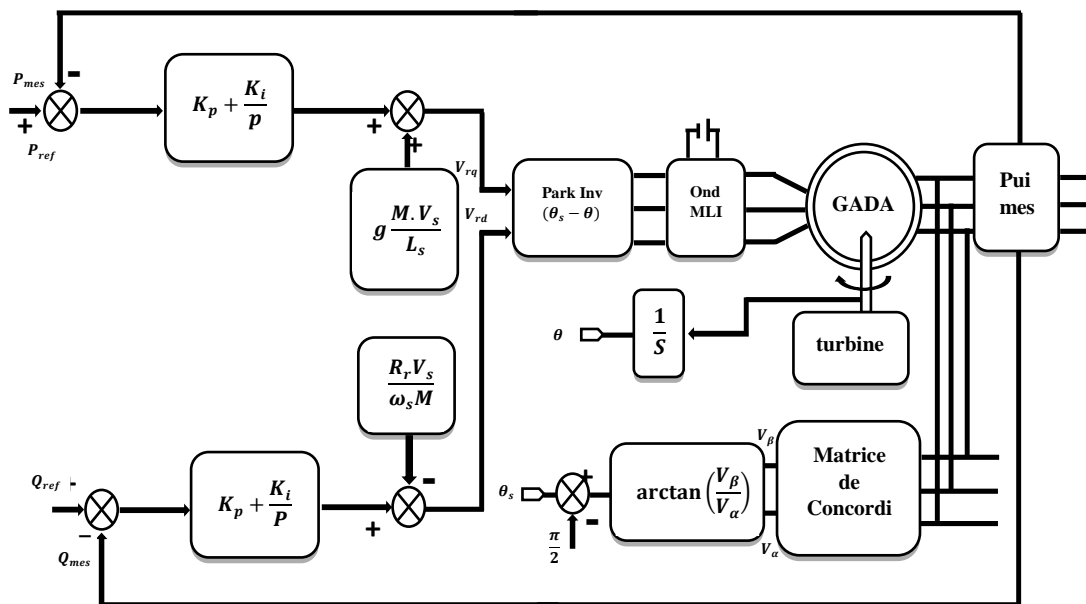 P_mes
-
+
P_ref
K_p + K_i/p
+
+
g M.V_s/L_s
V_rq
V_rd
Park Inv
(θ_s − θ)
Ond
MLI
GADA
Pui
mes
θ
1/S
turbine
R_r V_s/ω_s M
-
+
Q_ref
-
−
Q_mes
K_p + K_i/P
θ_s
+
-
π/2
arctan(V_β/V_α)
V_β
V_α
Matrice
de
Concordi